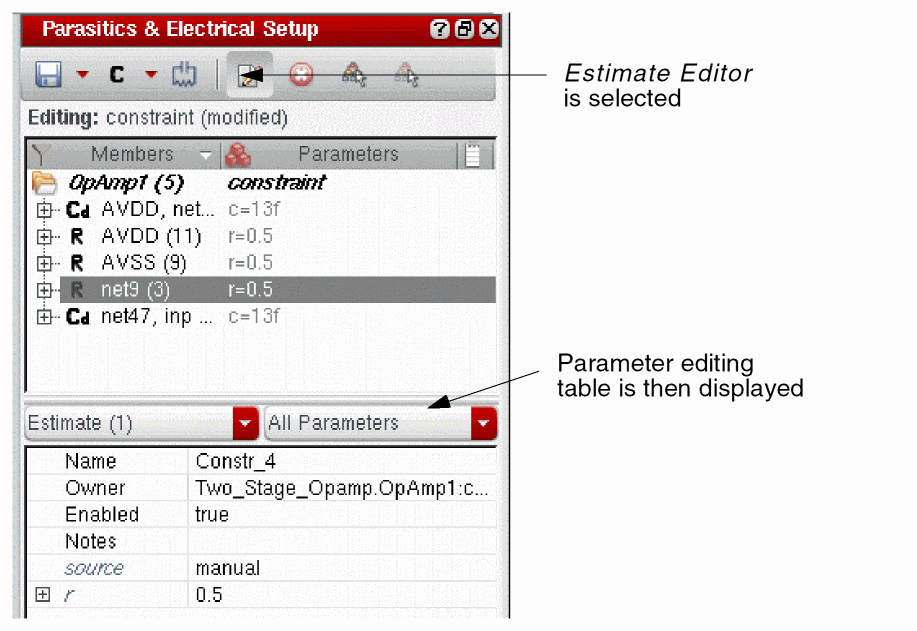 Parasitics & Electrical Setup
C
Estimate Editor
is selected
Editing: constraint (modified)
Members Parameters
OpAmp1 (5) constraint
Cd AVDD, net... c=13f
R AVDD (11) r=0.5
R AVSS (9) r=0.5
R net9 (3) r=0.5
Cd net47, inp ... c=13f
Parameter editing
table is then displayed
Estimate (1) All Parameters
Name Constr_4
Owner Two_Stage_Opamp.OpAmp1:c...
Enabled true
Notes
source manual
r 0.5